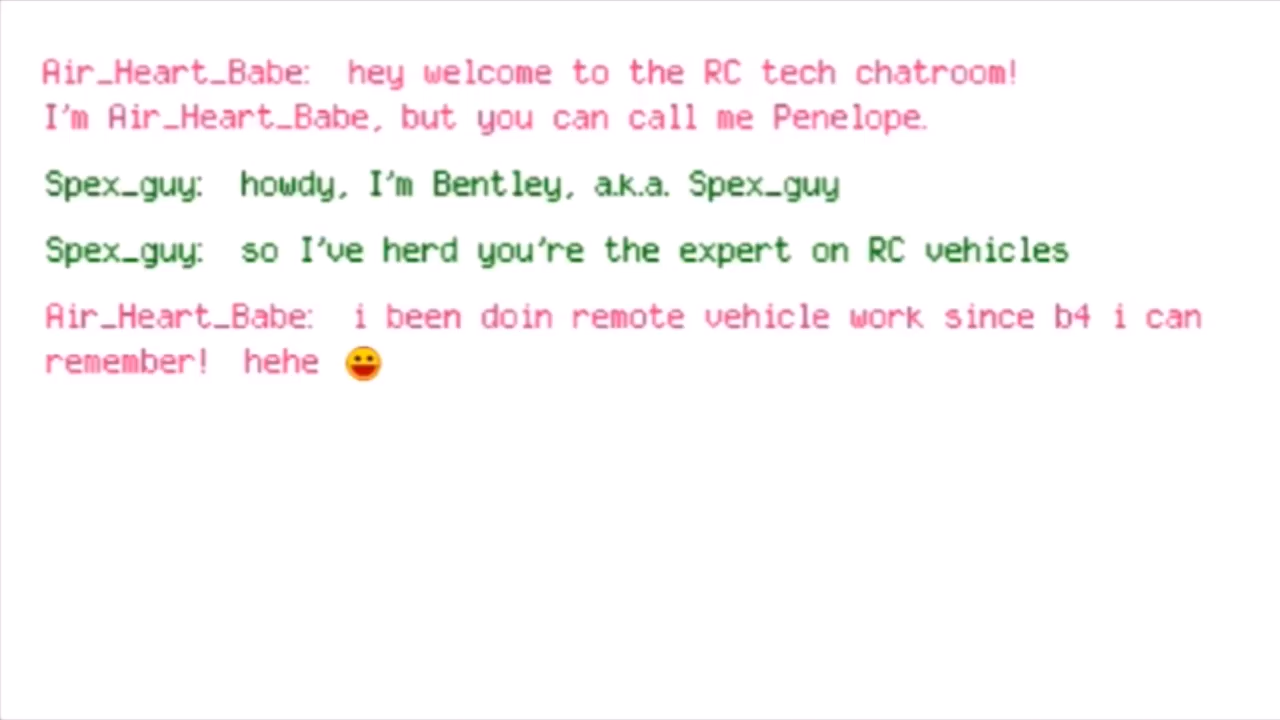 Air_Heart_Babe: hey welcome to the RC tech chatroom!
I'm Air_Heart_Babe, but you can call me Penelope.
Spex_guy: howdy, I'm Bentley, a.k.a. Spex_guy
Spex_guy: so I've herd you're the expert on RC vehicles
Air_Heart_Babe: i been doin remote vehicle work since b4 i can
remember! hehe 😀